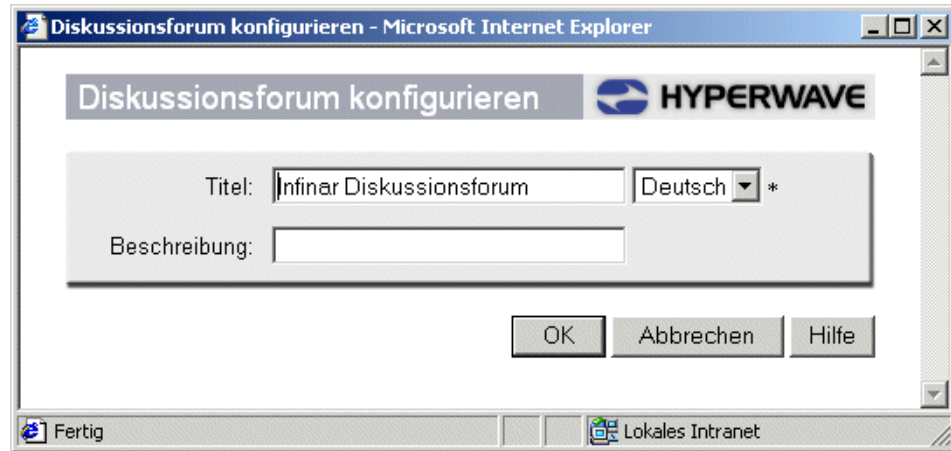 Diskussionsforum konfigurieren - Microsoft Internet Explorer
Diskussionsforum konfigurieren HYPERWAVE
Titel: Infinar Diskussionsforum Deutsch *
Beschreibung:
OK Abbrechen Hilfe
Fertig Lokales Intranet